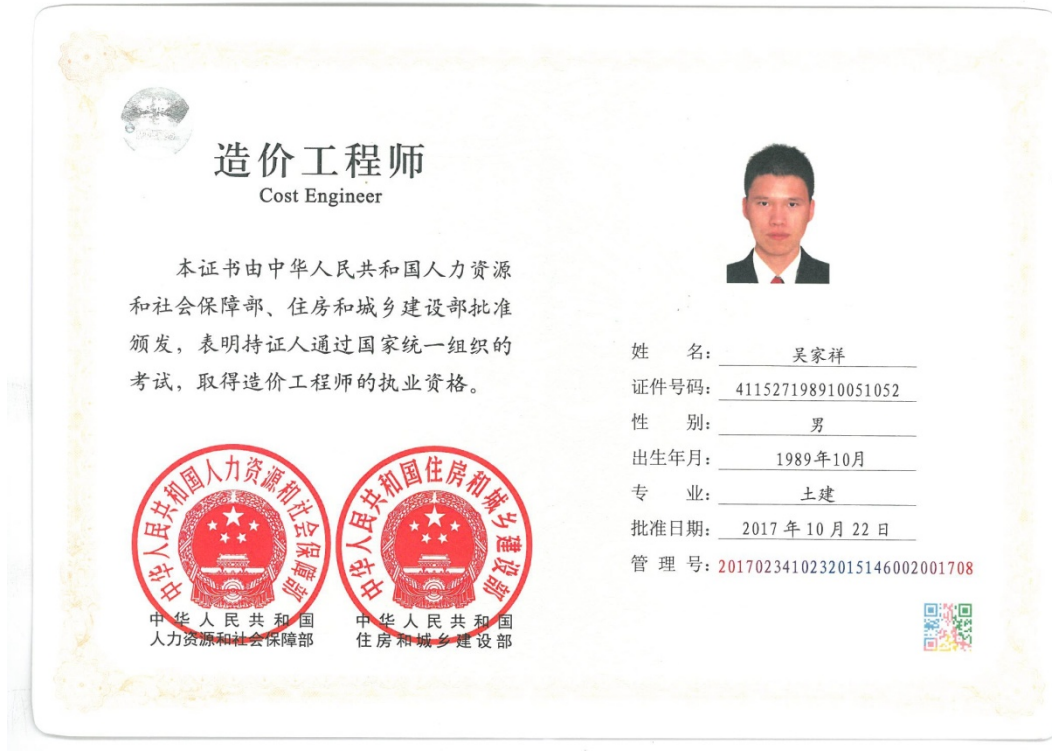 造价工程师
Cost Engineer
本证书由中华人民共和国人力资源
和社会保障部、住房和城乡建设部批准
颁发，表明持证人通过国家统一组织的
考试，取得造价工程师的执业资格。
中华人民共和国人力资源和社会保障部
中华人民共和国住房和城乡建设部
中华人民共和国
人力资源和社会保障部
中华人民共和国
住房和城乡建设部
姓 名： 吴家祥
证件号码： 411527198910051052
性 别： 男
出生年月： 1989年10月
专 业： 土建
批准日期： 2017 年 10 月 22 日
管 理 号： 2017023410232015146002001708